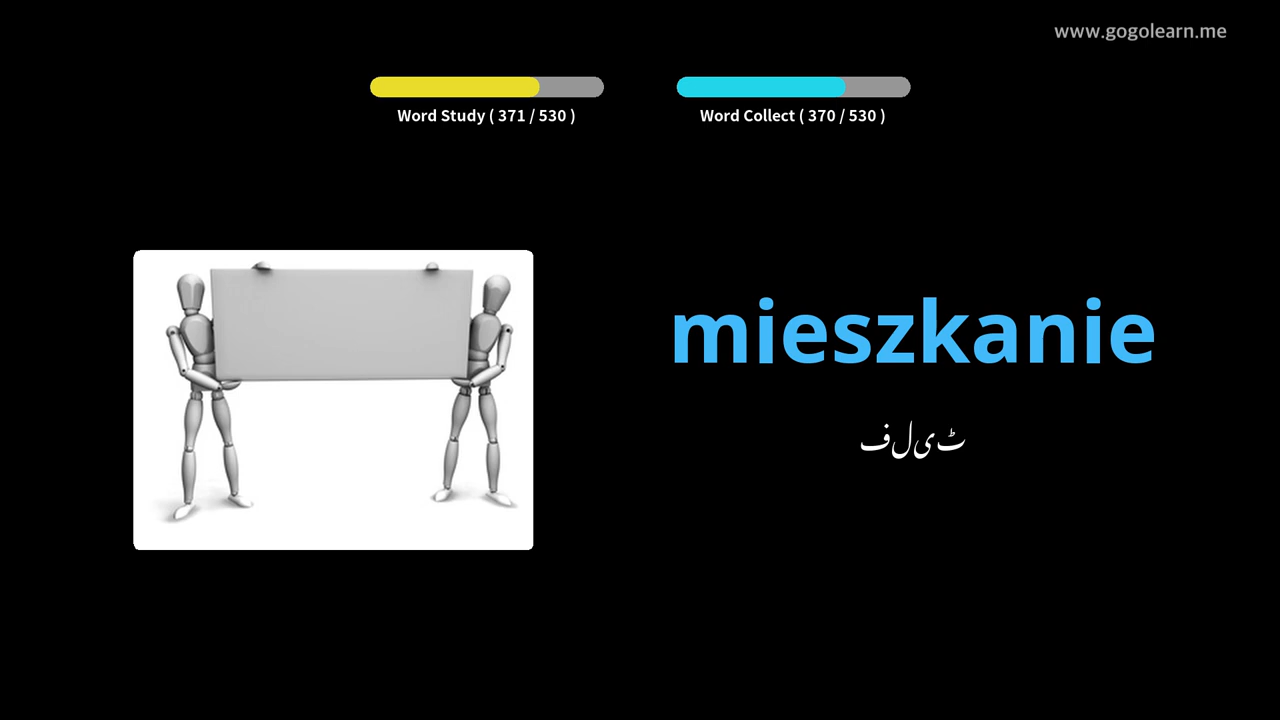 www.gogolearn.me
Word Study ( 371 / 530 )
Word Collect ( 370 / 530 )
mieszkanie
فلیٹ